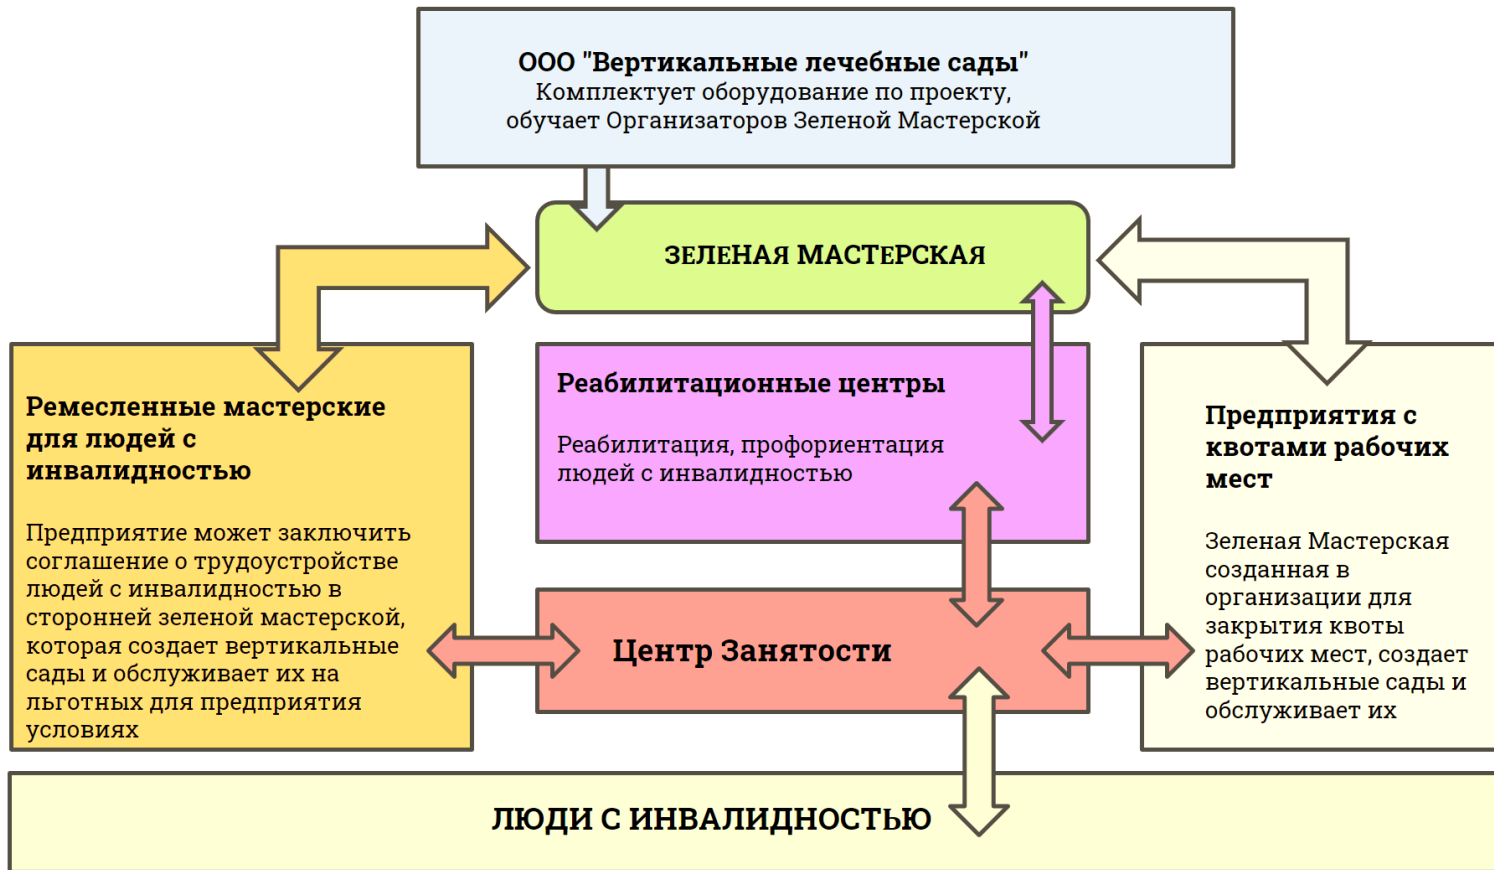 ООО "Вертикальные лечебные сады"
Комплектует оборудование по проекту,
обучает Организаторов Зеленой Мастерской
ЗЕЛЕНАЯ МАСТЕРСКАЯ
Ремесленные мастерские
для людей с
инвалидностью
Предприятие может заключить
соглашение о трудоустройстве
людей с инвалидностью в
сторонней зеленой мастерской,
которая создает вертикальные
сады и обслуживает их на
льготных для предприятия
условиях
Реабилитационные центры
Реабилитация, профориентация
людей с инвалидностью
Предприятия с
квотами рабочих
мест
Зеленая Мастерская
созданная в
организации для
закрытия квоты
рабочих мест, создает
вертикальные сады и
обслуживает их
Центр Занятости
ЛЮДИ С ИНВАЛИДНОСТЬЮ